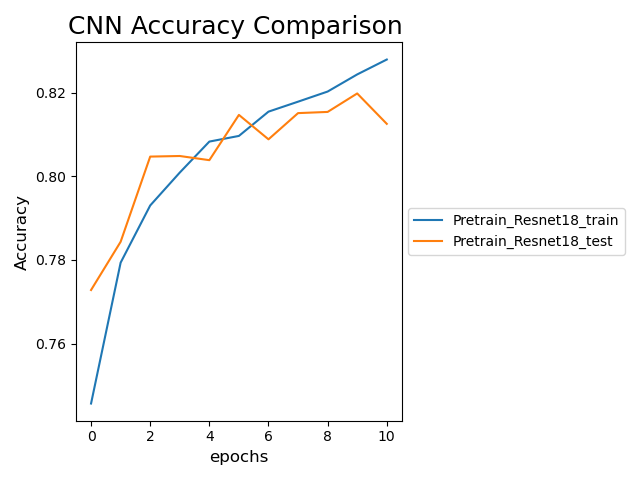 CNN Accuracy Comparison
Accuracy
0.82
0.80
0.78
0.76
0 2 4 6 8 10
epochs
Pretrain_Resnet18_train
Pretrain_Resnet18_test